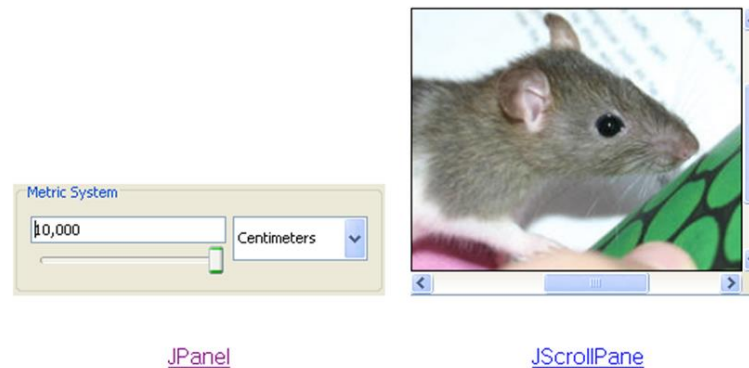 Metric System
10,000
Centimeters
JPanel
JScrollPane